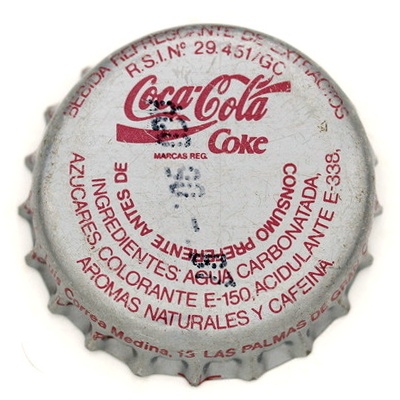 BEBIDA REFRESCANTE DE EXTRACTOS
R.S.I.Nº 29.451/GC
Coca-Cola
Coke
MARCAS REG.
CONSUMO PREFERENTE ANTES DE
INGREDIENTES: AGUA CARBONATADA,
AZUCARES, COLORANTE E-150, ACIDULANTE E-338,
AROMAS NATURALES Y CAFEINA.
Correa Medina, 15 LAS PALMAS DE